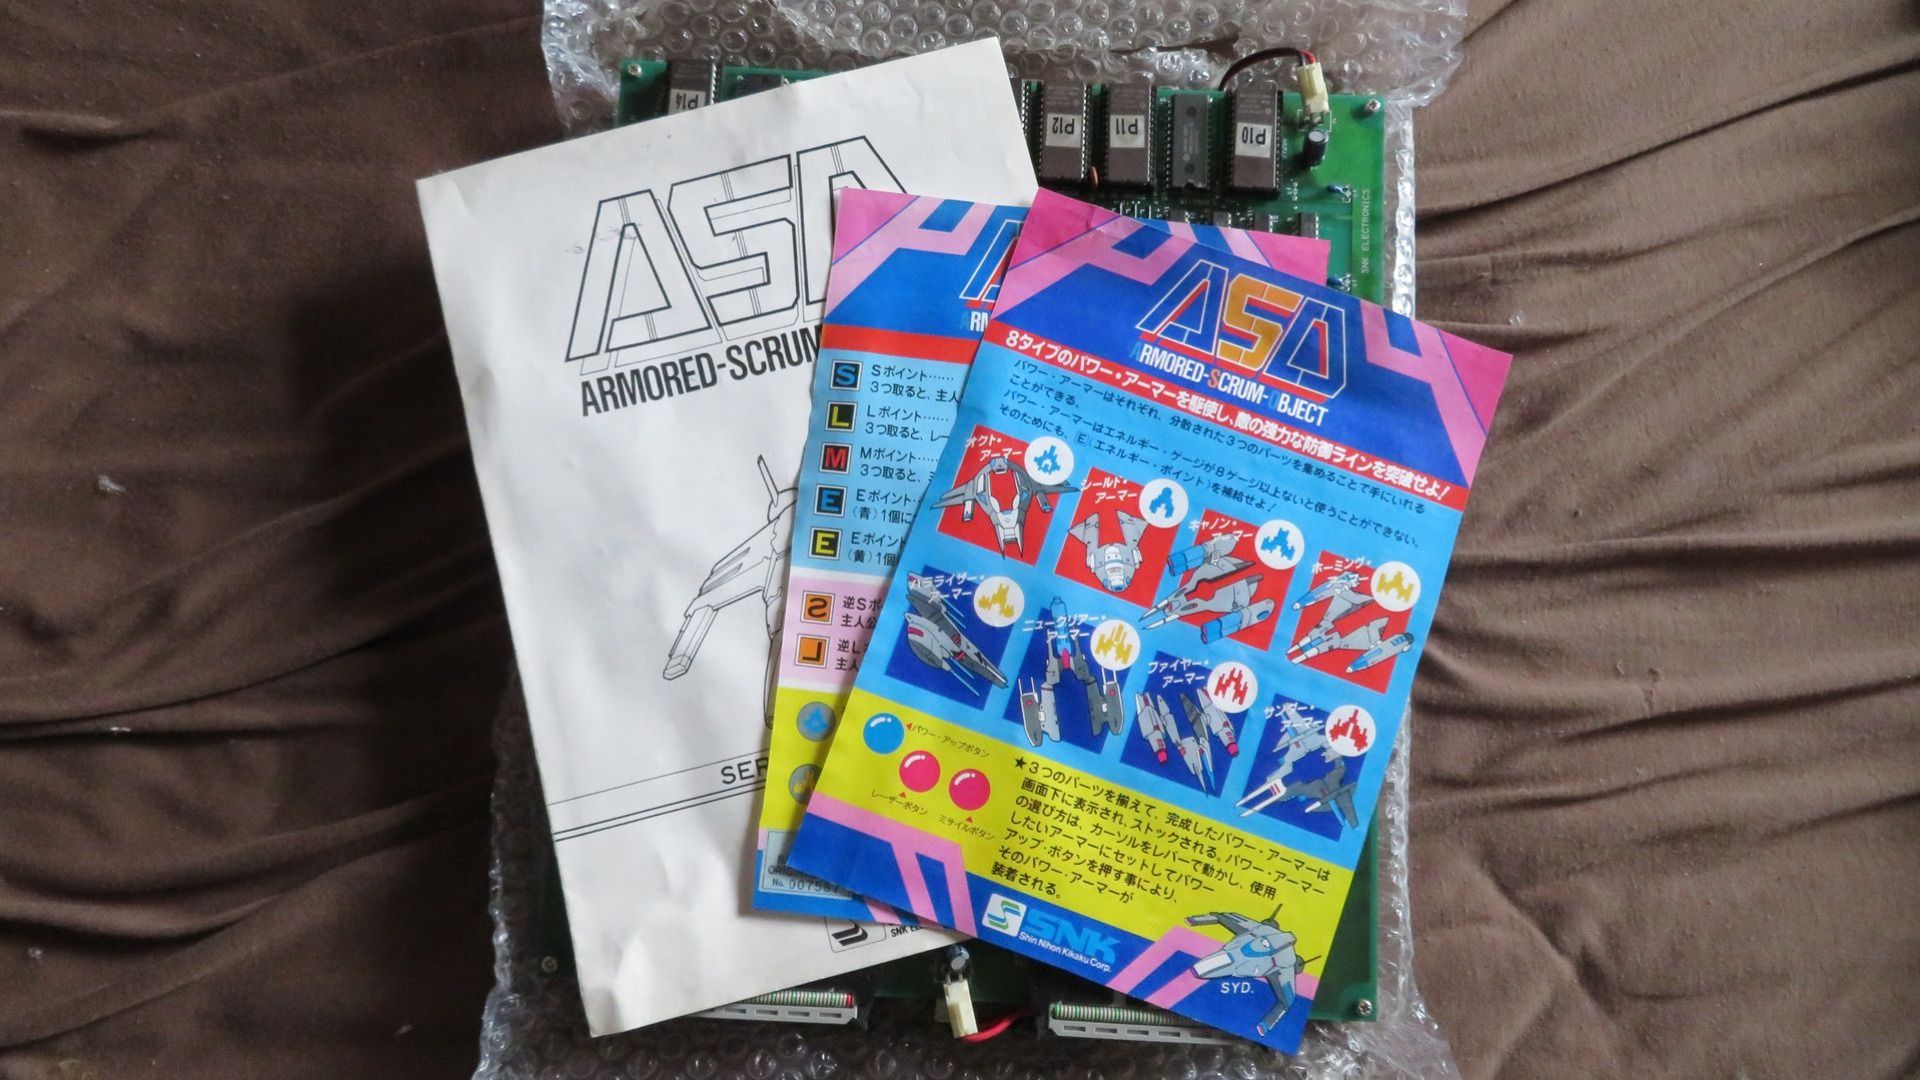 P14
P12
P11
P10
SNK ELECTRONICS
ASO
ARMORED-SCRUM
SER
S Sポイント……
3つ取ると、主人
L Lポイント……
3つ取ると、レー
M Mポイント……
3つ取ると、ミ
E Eポイント
(青)1個に
E Eポイント
(黄)1個
S 逆Sポ
主人公
L 逆L
主人
No. 007587
ASO
ARMORED-SCRUM-OBJECT
8タイプのパワー・アーマーを駆使し、敵の強力な防御ラインを突破せよ!
パワー・アーマーはそれぞれ、分散された3つのパーツを集めることで手にいれる
ことができる。
パワー・アーマーはエネルギー・ゲージが8ゲージ以上ないと使うことができない。
そのためにも、E(エネルギー・ポイント)を補給せよ!
オクト・
アーマー
シールド・
アーマー
キャノン・
アーマー
ホーミング・
アーマー
パラライザー・
アーマー
ニュークリアー・
アーマー
ファイヤー・
アーマー
サンダー・
アーマー
パワー・アップボタン
レーザーボタン
ミサイルボタン
★3つのパーツを揃えて、完成したパワー・アーマーは
画面下に表示され、ストックされる。パワー・アーマー
の選び方は、カーソルをレバーで動かし、使用
したいアーマーにセットしてパワー
アップ・ボタンを押す事により、
そのパワー・アーマーが
装着される。
SNK
Shin Nihon Kikaku Corp.
SYD.